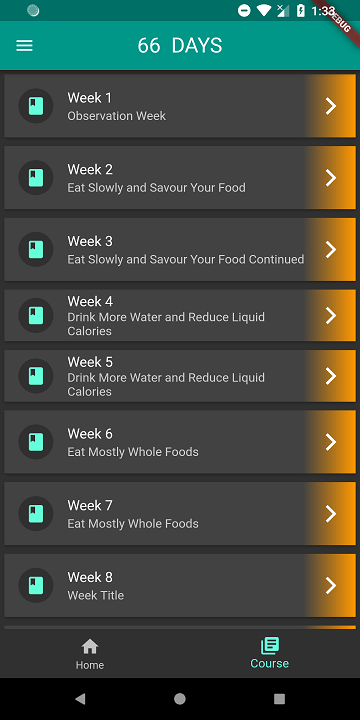 1:33
DEBUG
66 DAYS
Week 1
Observation Week
Week 2
Eat Slowly and Savour Your Food
Week 3
Eat Slowly and Savour Your Food Continued
Week 4
Drink More Water and Reduce Liquid
Calories
Week 5
Drink More Water and Reduce Liquid
Calories
Week 6
Eat Mostly Whole Foods
Week 7
Eat Mostly Whole Foods
Week 8
Week Title
Home
Course